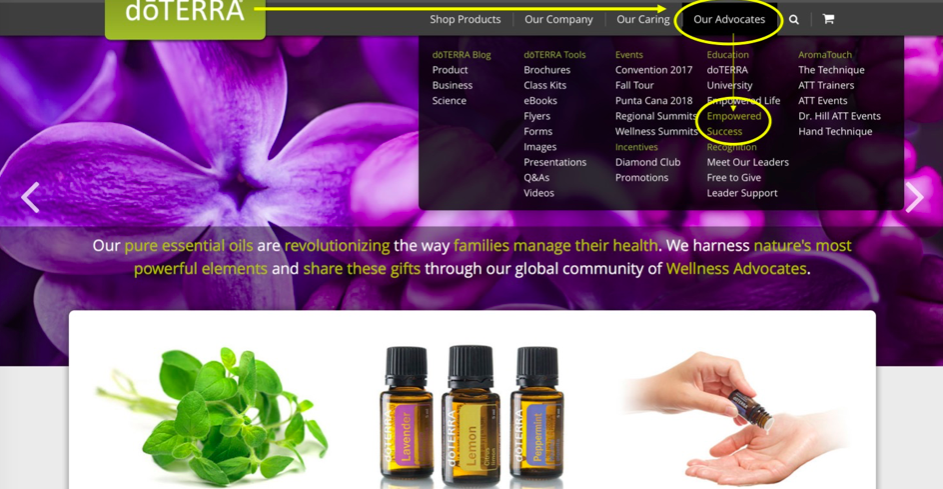 dōTERRA
Shop Products
Our Company
Our Caring
Our Advocates
dōTERRA Blog
Product
Business
Science
dōTERRA Tools
Brochures
Class Kits
eBooks
Flyers
Forms
Images
Presentations
Q&As
Videos
Events
Convention 2017
Fall Tour
Punta Cana 2018
Regional Summits
Wellness Summits
Incentives
Diamond Club
Promotions
Education
dōTERRA
University
Empowered Life
Empowered
Success
Recognition
Meet Our Leaders
Free to Give
Leader Support
AromaTouch
The Technique
ATT Trainers
ATT Events
Dr. Hill ATT Events
Hand Technique
Our pure essential oils are revolutionizing the way families manage their health. We harness nature's most
powerful elements and share these gifts through our global community of Wellness Advocates.
dōTERRA
Lavender
dōTERRA
Lemon
dōTERRA
Peppermint